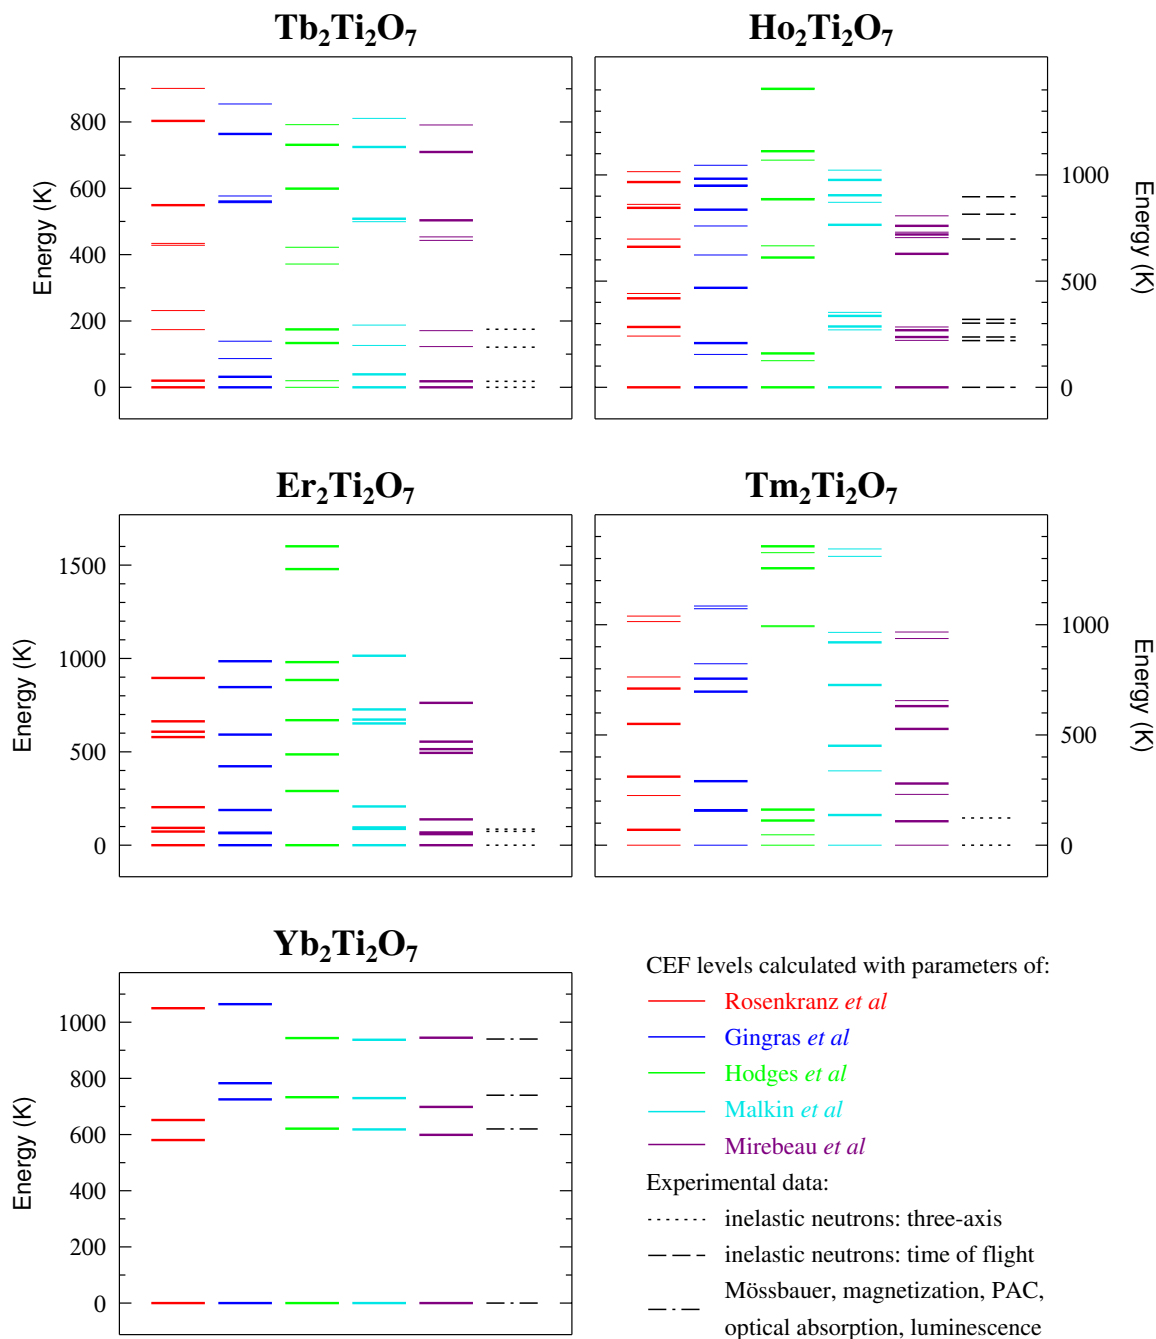 Tb₂Ti₂O₇
Energy (K)
800
600
400
200
0
Ho₂Ti₂O₇
1000
500
0
Energy (K)
Er₂Ti₂O₇
Energy (K)
1500
1000
500
0
Tm₂Ti₂O₇
1000
500
0
Energy (K)
Yb₂Ti₂O₇
Energy (K)
1000
800
600
400
200
0
CEF levels calculated with parameters of:
Rosenkranz et al
Gingras et al
Hodges et al
Malkin et al
Mirebeau et al
Experimental data:
inelastic neutrons: three-axis
inelastic neutrons: time of flight
Mössbauer, magnetization, PAC,
optical absorption, luminescence